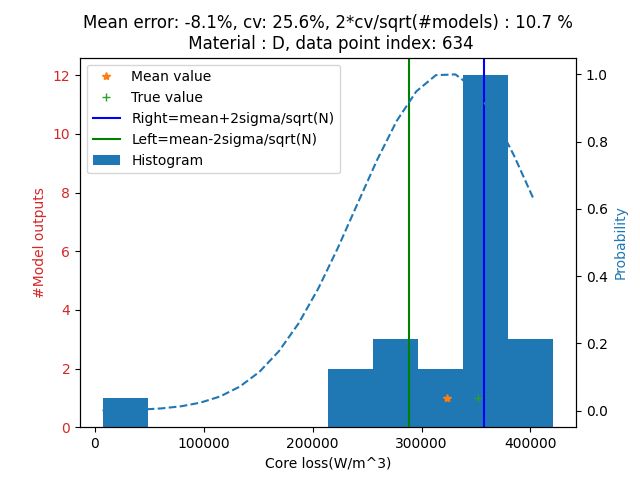 Mean error: -8.1%, cv: 25.6%, 2*cv/sqrt(#models) : 10.7 %
Material : D, data point index: 634
Mean value
True value
Right=mean+2sigma/sqrt(N)
Left=mean-2sigma/sqrt(N)
Histogram
#Model outputs
12
10
8
6
4
2
0
1.0
0.8
0.6
0.4
0.2
0.0
Probability
0 100000 200000 300000 400000
Core loss(W/m^3)